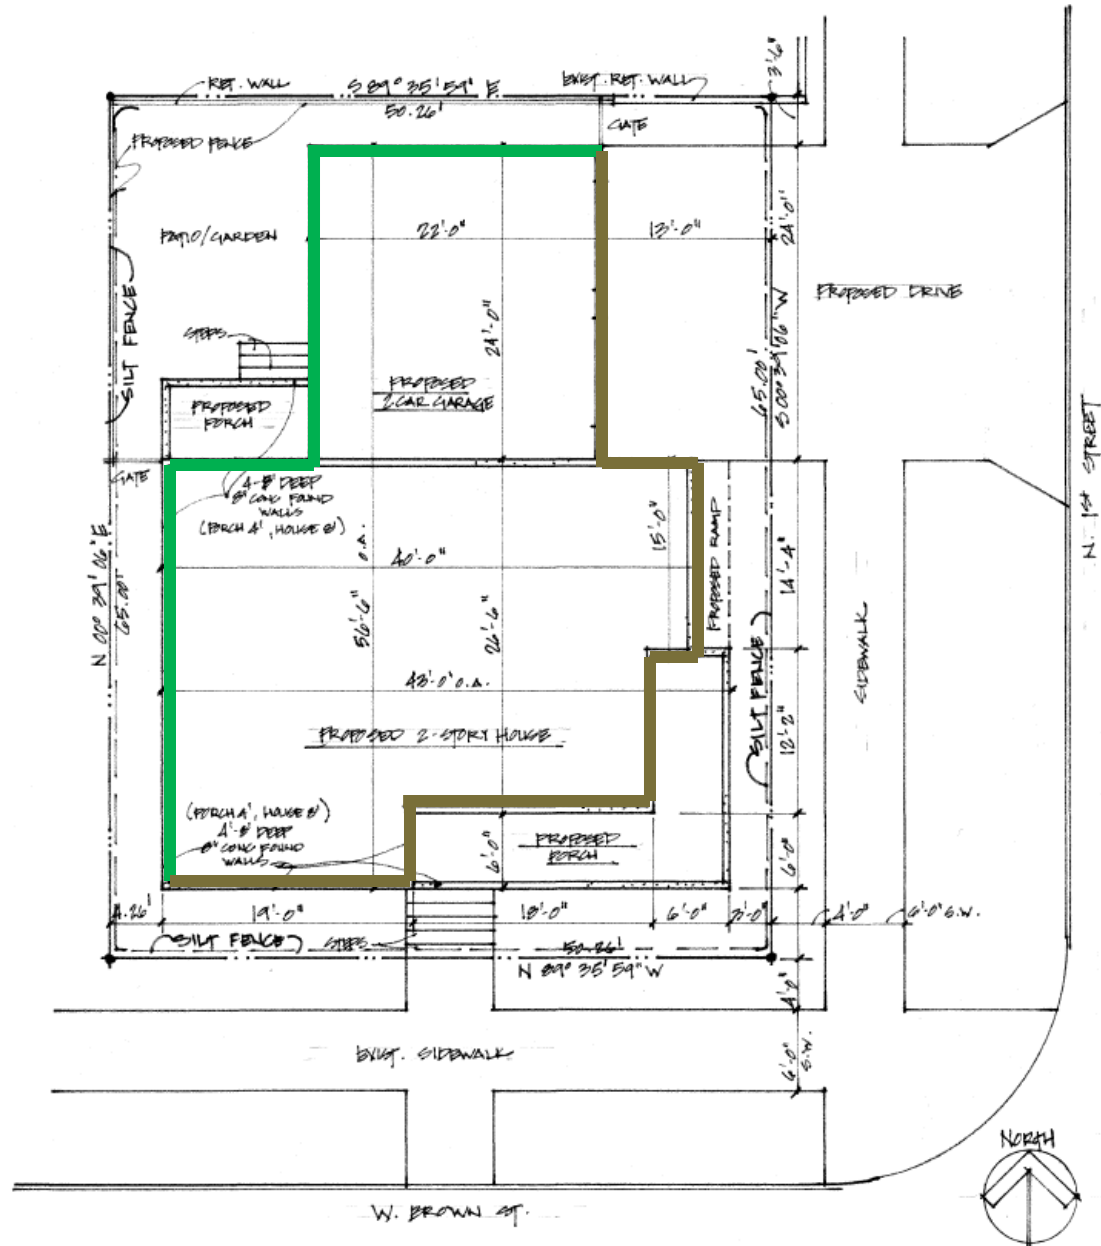 RET. WALL
S 89° 35' 59" E
EXIST. RET. WALL
3'-6"
50.26'
GATE
PROPOSED FENCE
PATIO/GARDEN
22'-0"
13'-0"
24'-0"
SILT FENCE
STEPS
24'-0"
PROPOSED DRIVE
65.00'
S 00° 39' 06" W
PROPOSED
2 CAR GARAGE
PROPOSED
PORCH
GATE
4-8' DEEP
8" CONC FOUND
WALLS
(PORCH 4', HOUSE 8')
N 00° 39' 06" E
65.00'
O.A.
56'-6"
40'-0"
26'-6"
15'-0"
PROPOSED RAMP
14'-4"
N. 1st STREET
SIDEWALK
43'-0" O.A.
SILT FENCE
12'-2"
PROPOSED 2-STORY HOUSE
(PORCH 4', HOUSE 8')
4'-8' DEEP
8" CONC FOUND
WALLS
6'-0"
PROPOSED
PORCH
6'-0"
4.26'
19'-0"
18'-0"
6'-0"
4'-0"
6'-0" S.W.
SILT FENCE
STEPS
50.26'
N 89° 35' 59" W
4'-0"
EXIST. SIDEWALK
6'-0"
S.W.
NORTH
W. BROWN ST.